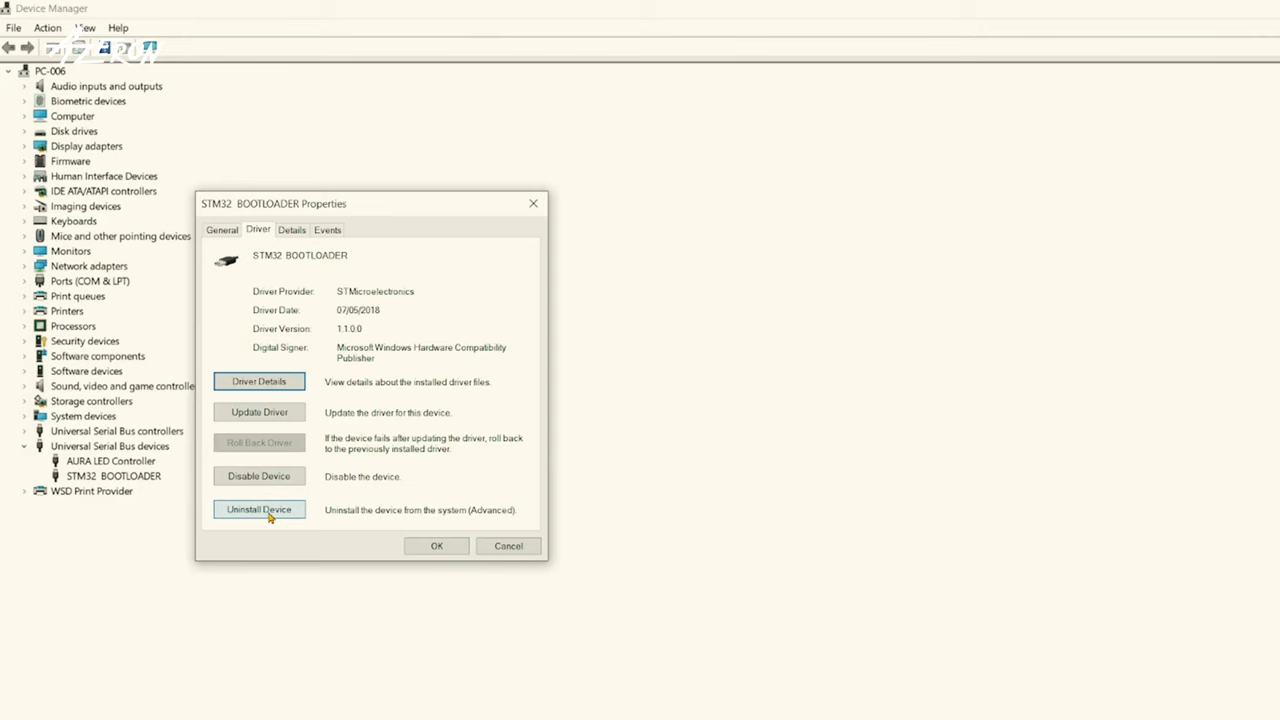 Device Manager
File Action View Help
AZERON
PC-006
Audio inputs and outputs
Biometric devices
Computer
Disk drives
Display adapters
Firmware
Human Interface Devices
IDE ATA/ATAPI controllers
Imaging devices
Keyboards
Mice and other pointing devices
Monitors
Network adapters
Ports (COM & LPT)
Print queues
Printers
Processors
Security devices
Software components
Software devices
Sound, video and game controlle
Storage controllers
System devices
Universal Serial Bus controllers
Universal Serial Bus devices
AURA LED Controller
STM32 BOOTLOADER
WSD Print Provider
STM32 BOOTLOADER Properties
General Driver Details Events
STM32 BOOTLOADER
Driver Provider: STMicroelectronics
Driver Date: 07/05/2018
Driver Version: 1.1.0.0
Digital Signer: Microsoft Windows Hardware Compatibility
Publisher
Driver Details View details about the installed driver files.
Update Driver Update the driver for this device.
Roll Back Driver If the device fails after updating the driver, roll back
to the previously installed driver.
Disable Device Disable the device.
Uninstall Device Uninstall the device from the system (Advanced).
OK Cancel